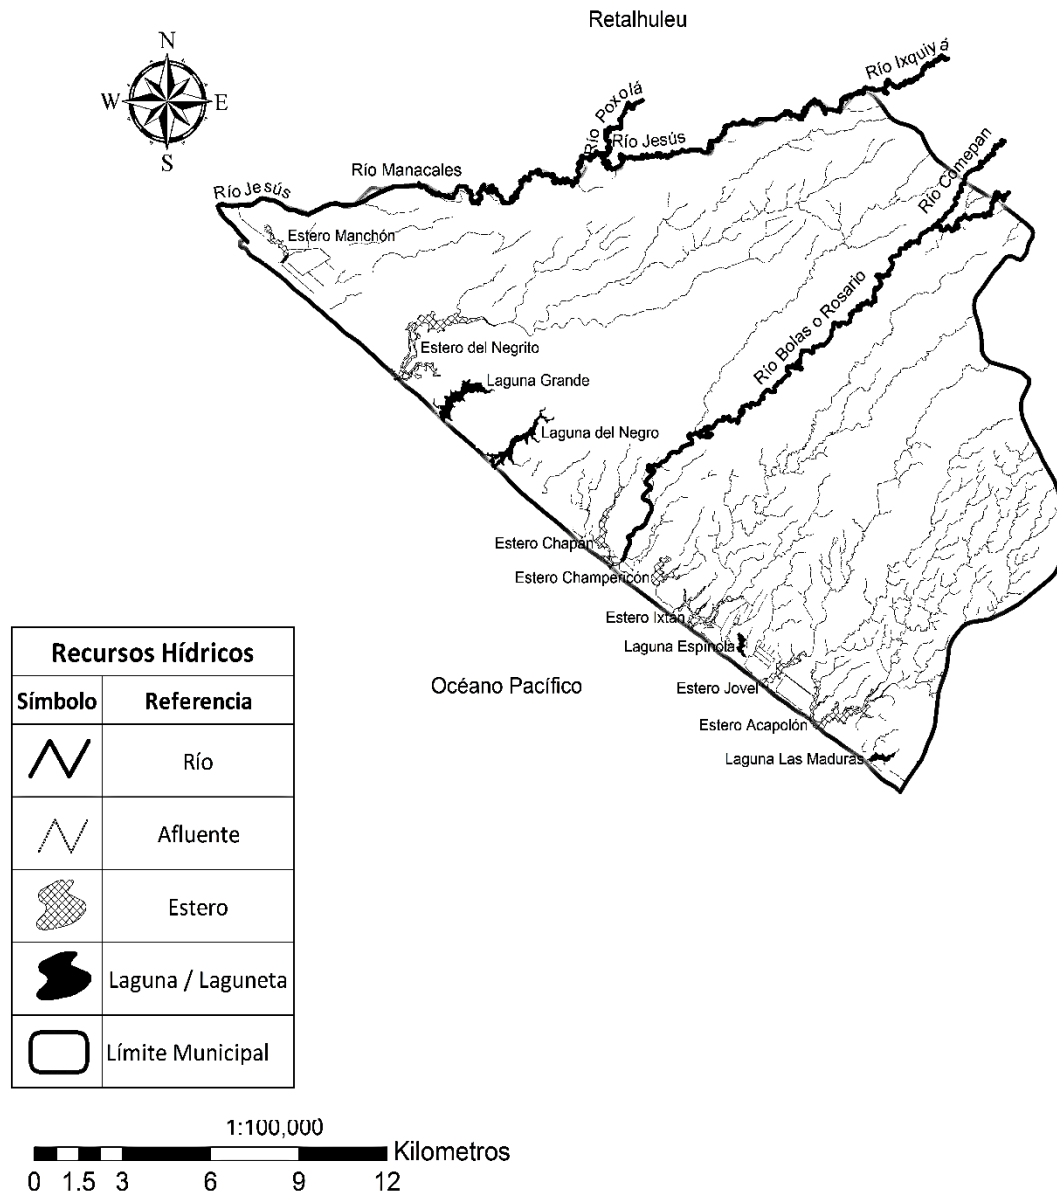 Retalhuleu
N
W
E
S
Río Ixquiyá
Río Poxolá
Río Jesús
Río Comepan
Río Manacales
Río Jesús
Estero Manchón
Río Bolas o Rosario
Estero del Negrito
Laguna Grande
Laguna del Negro
Estero Chapán
Estero Champericón
Estero Ixtán
Laguna Espinola
Océano Pacífico
Estero Jovel
Estero Acapolón
Laguna Las Maduras
Recursos Hídricos
Símbolo Referencia
Río
Afluente
Estero
Laguna / Laguneta
Límite Municipal
1:100,000
Kilometros
0 1.5 3 6 9 12